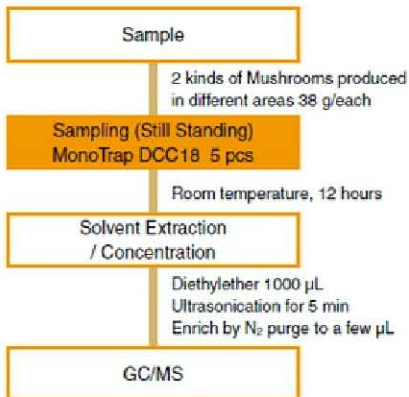 Sample
2 kinds of Mushrooms produced
in different areas 38 g/each
Sampling (Still Standing)
MonoTrap DCC18 5 pcs
Room temperature, 12 hours
Solvent Extraction
/ Concentration
Diethylether 1000 µL
Ultrasonication for 5 min
Enrich by N₂ purge to a few µL
GC/MS